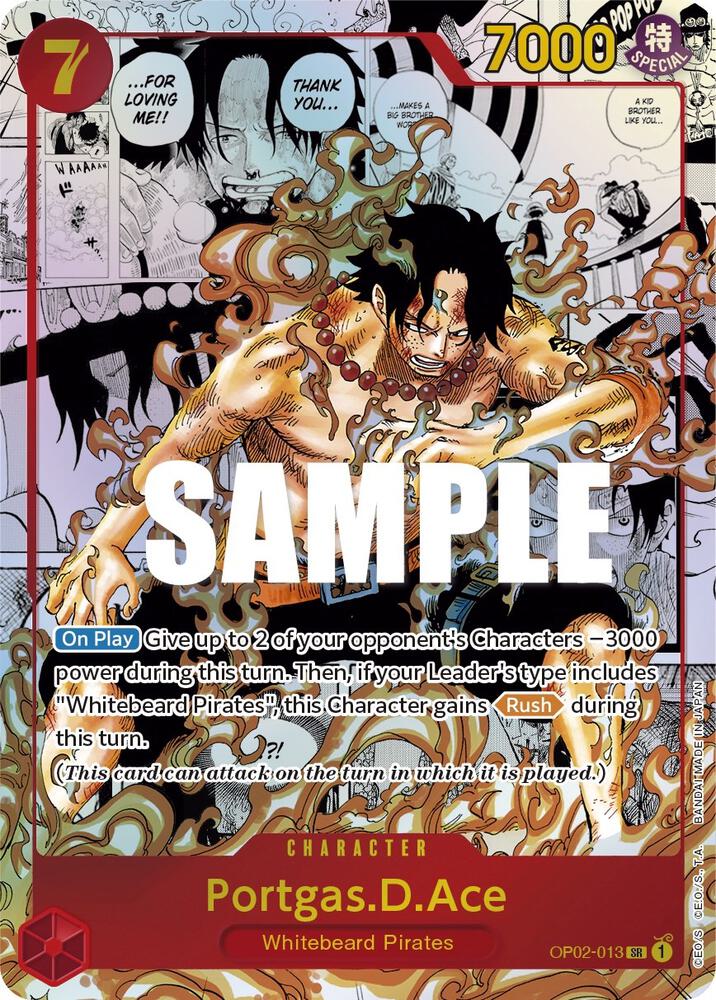 7
7000
特
SPECIAL
POP POP
...FOR
LOVING
ME!!
THANK
YOU...
...MAKES A
BIG BROTHER
A KID
BROTHER
LIKE YOU...
WAAAAAH
SAMPLE
On Play Give up to 2 of your opponent's Characters −3000
power during this turn. Then, if your Leader's type includes
"Whitebeard Pirates", this Character gains Rush during
this turn.
(This card can attack on the turn in which it is played.)
?!
CHARACTER
Portgas.D.Ace
Whitebeard Pirates
OP02-013 SR 1
©EO/S ©E.O./S., T.A. BANDAI MADE IN JAPAN